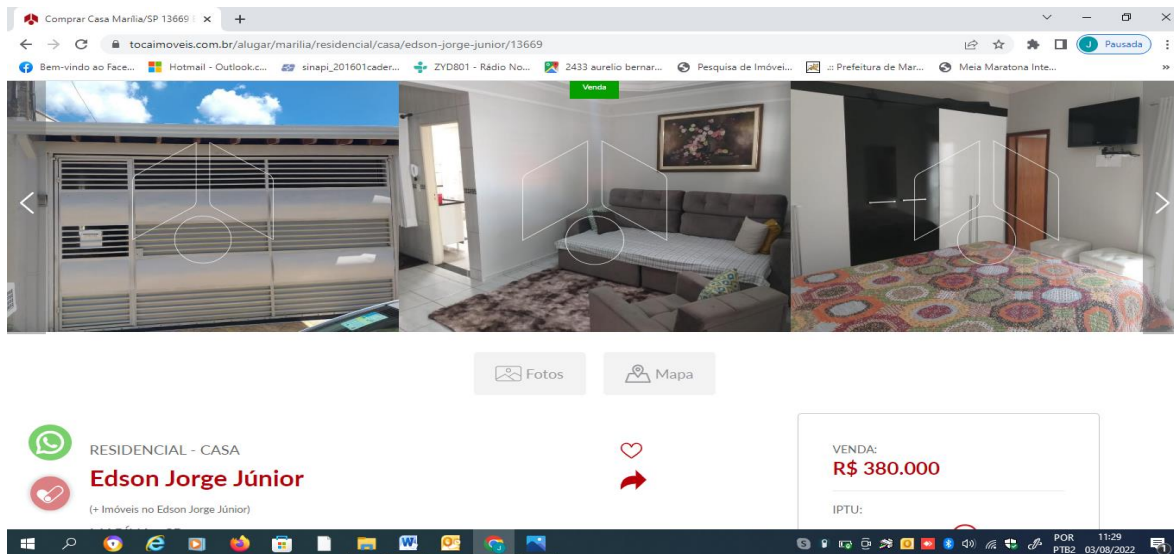 Comprar Casa Marília/SP 13669
tocaimoveis.com.br/alugar/marilia/residencial/casa/edson-jorge-junior/13669
J Pausada
Bem-vindo ao Face... Hotmail - Outlook.c... sinapi_201601cader... ZYD801 - Rádio No... 2433 aurelio bernar... Pesquisa de Imóvei... .:: Prefeitura de Mar... Meia Maratona Inte... »
Venda
Fotos Mapa
RESIDENCIAL - CASA
Edson Jorge Júnior
(+ Imóveis no Edson Jorge Júnior)
VENDA:
R$ 380.000
IPTU:
POR 11:29
PTB2 03/08/2022